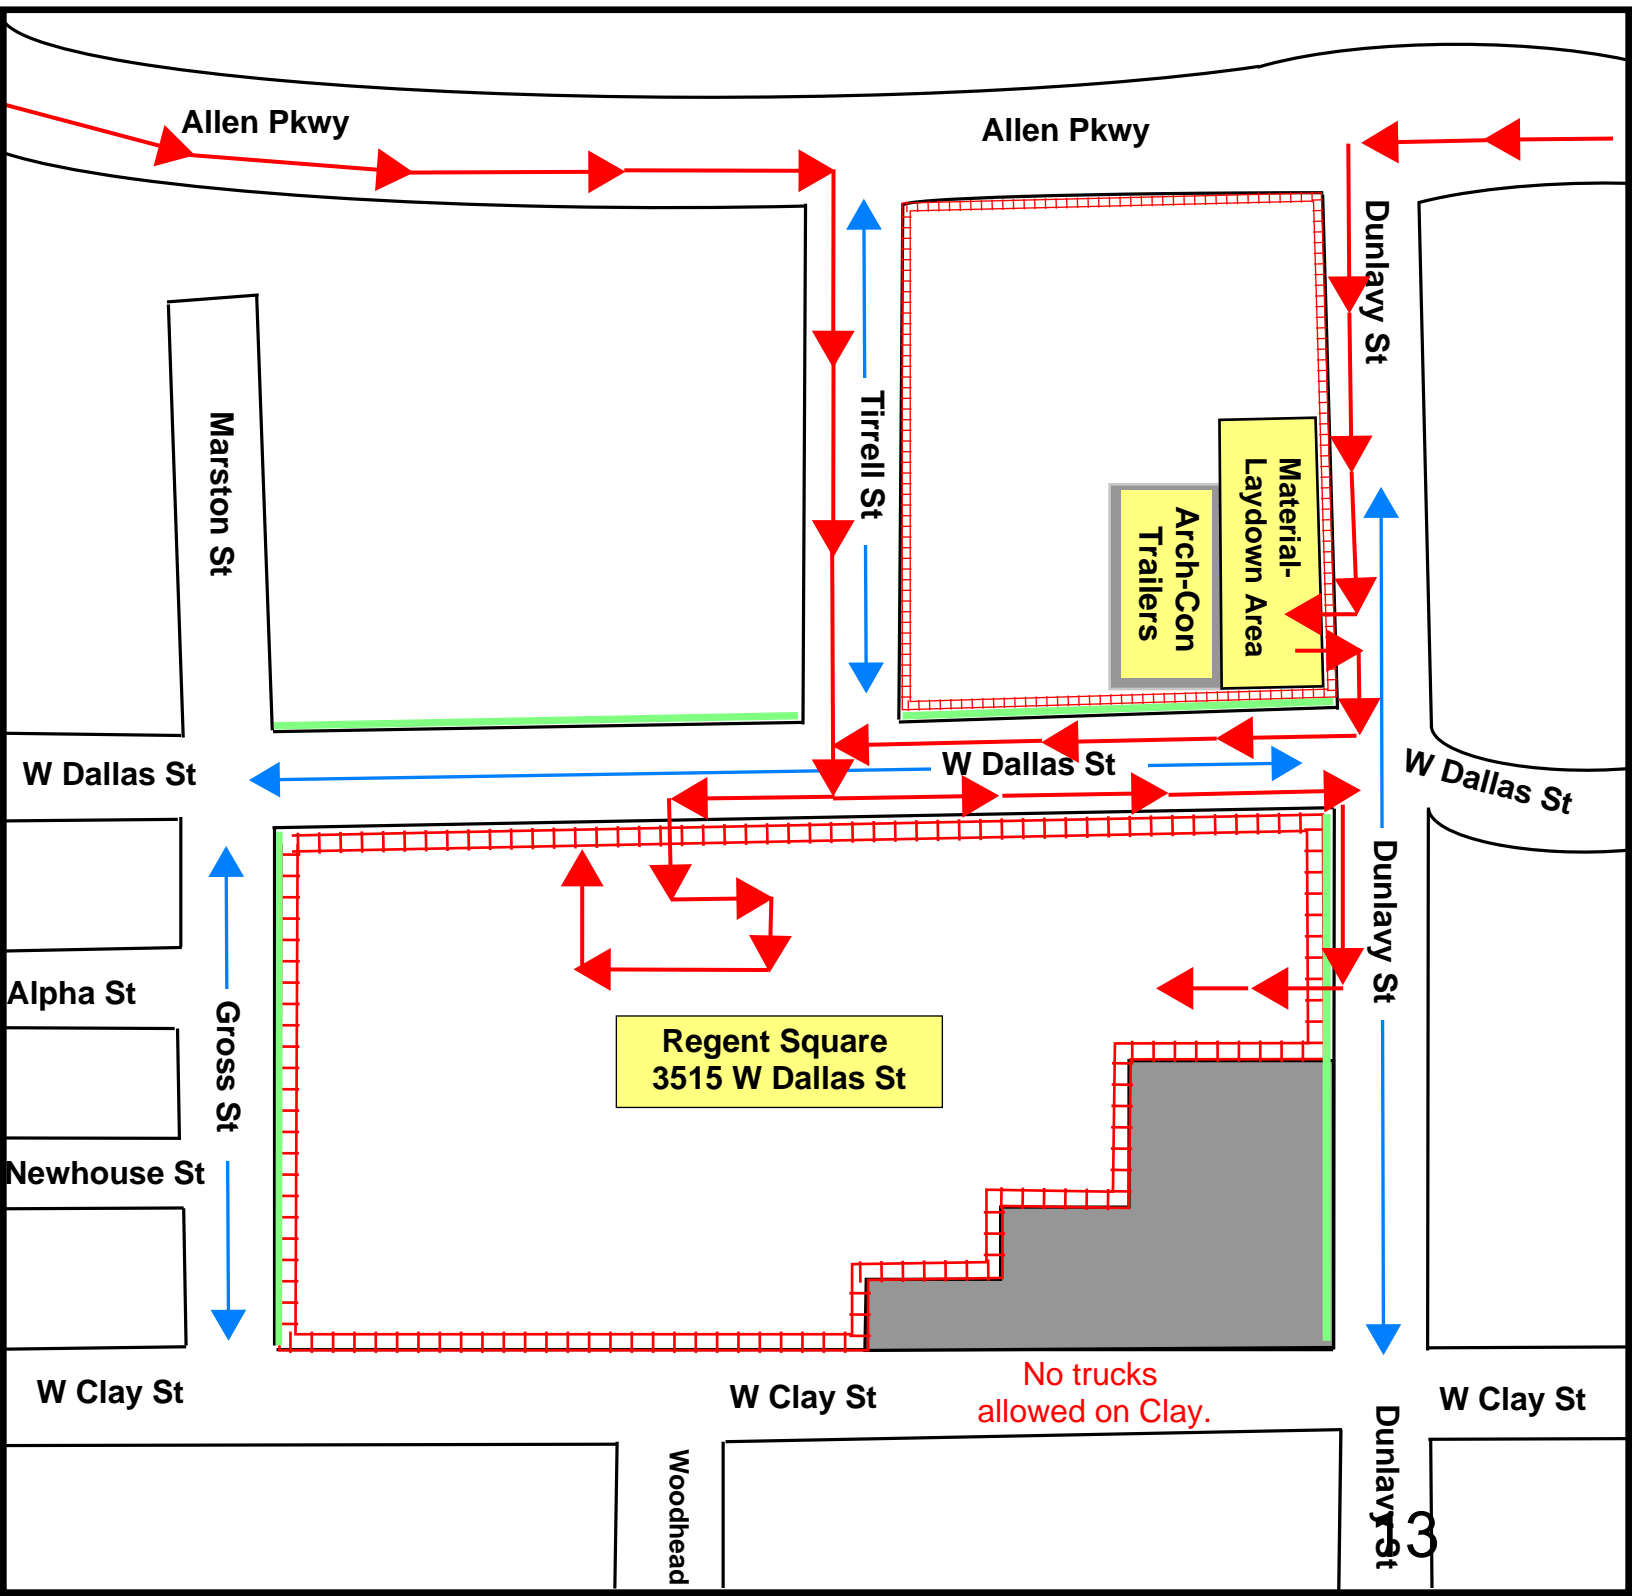 Allen Pkwy
Allen Pkwy
Dunlavy St
Marston St
Tirrell St
Material-
Laydown Area
Arch-Con
Trailers
W Dallas St
W Dallas St
W Dallas St
Dunlavy St
Alpha St
Gross St
Regent Square
3515 W Dallas St
Newhouse St
W Clay St
W Clay St
No trucks
allowed on Clay.
W Clay St
Woodhead
Dunlavy St
13